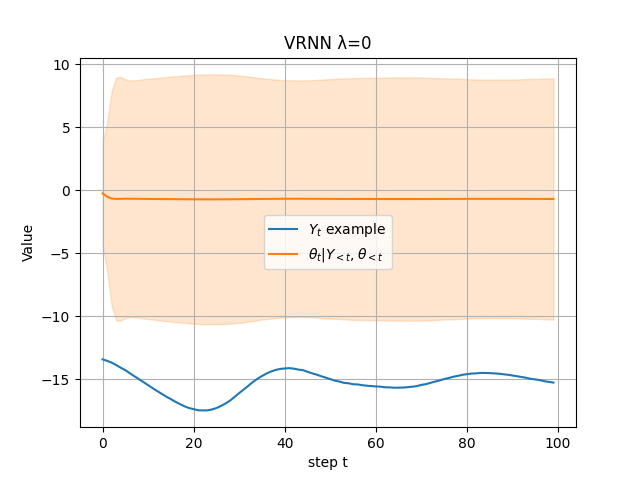 VRNN λ=0
10
5
0
−5
−10
−15
Value
Y_t example
θ_t|Y_{<t}, θ_{<t}
0 20 40 60 80 100
step t